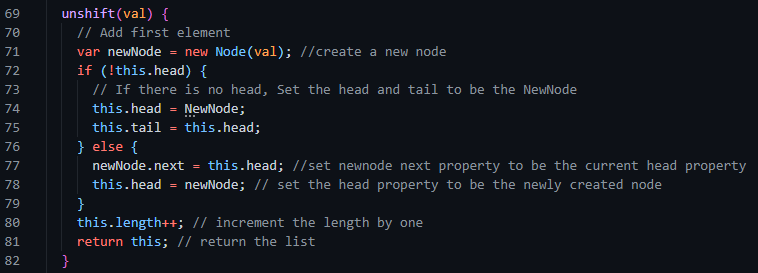 69 unshift(val) {
70 // Add first element
71 var newNode = new Node(val); //create a new node
72 if (!this.head) {
73 // If there is no head, Set the head and tail to be the NewNode
74 this.head = NewNode;
75 this.tail = this.head;
76 } else {
77 newNode.next = this.head; //set newnode next property to be the current head property
78 this.head = newNode; // set the head property to be the newly created node
79 }
80 this.length++; // increment the length by one
81 return this; // return the list
82 }